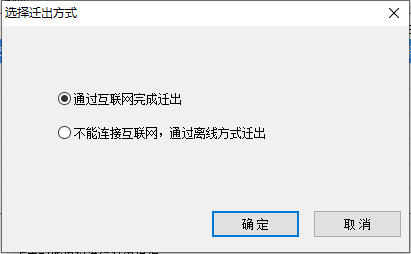 选择迁出方式
通过互联网完成迁出
不能连接互联网，通过离线方式迁出
确 定
取 消